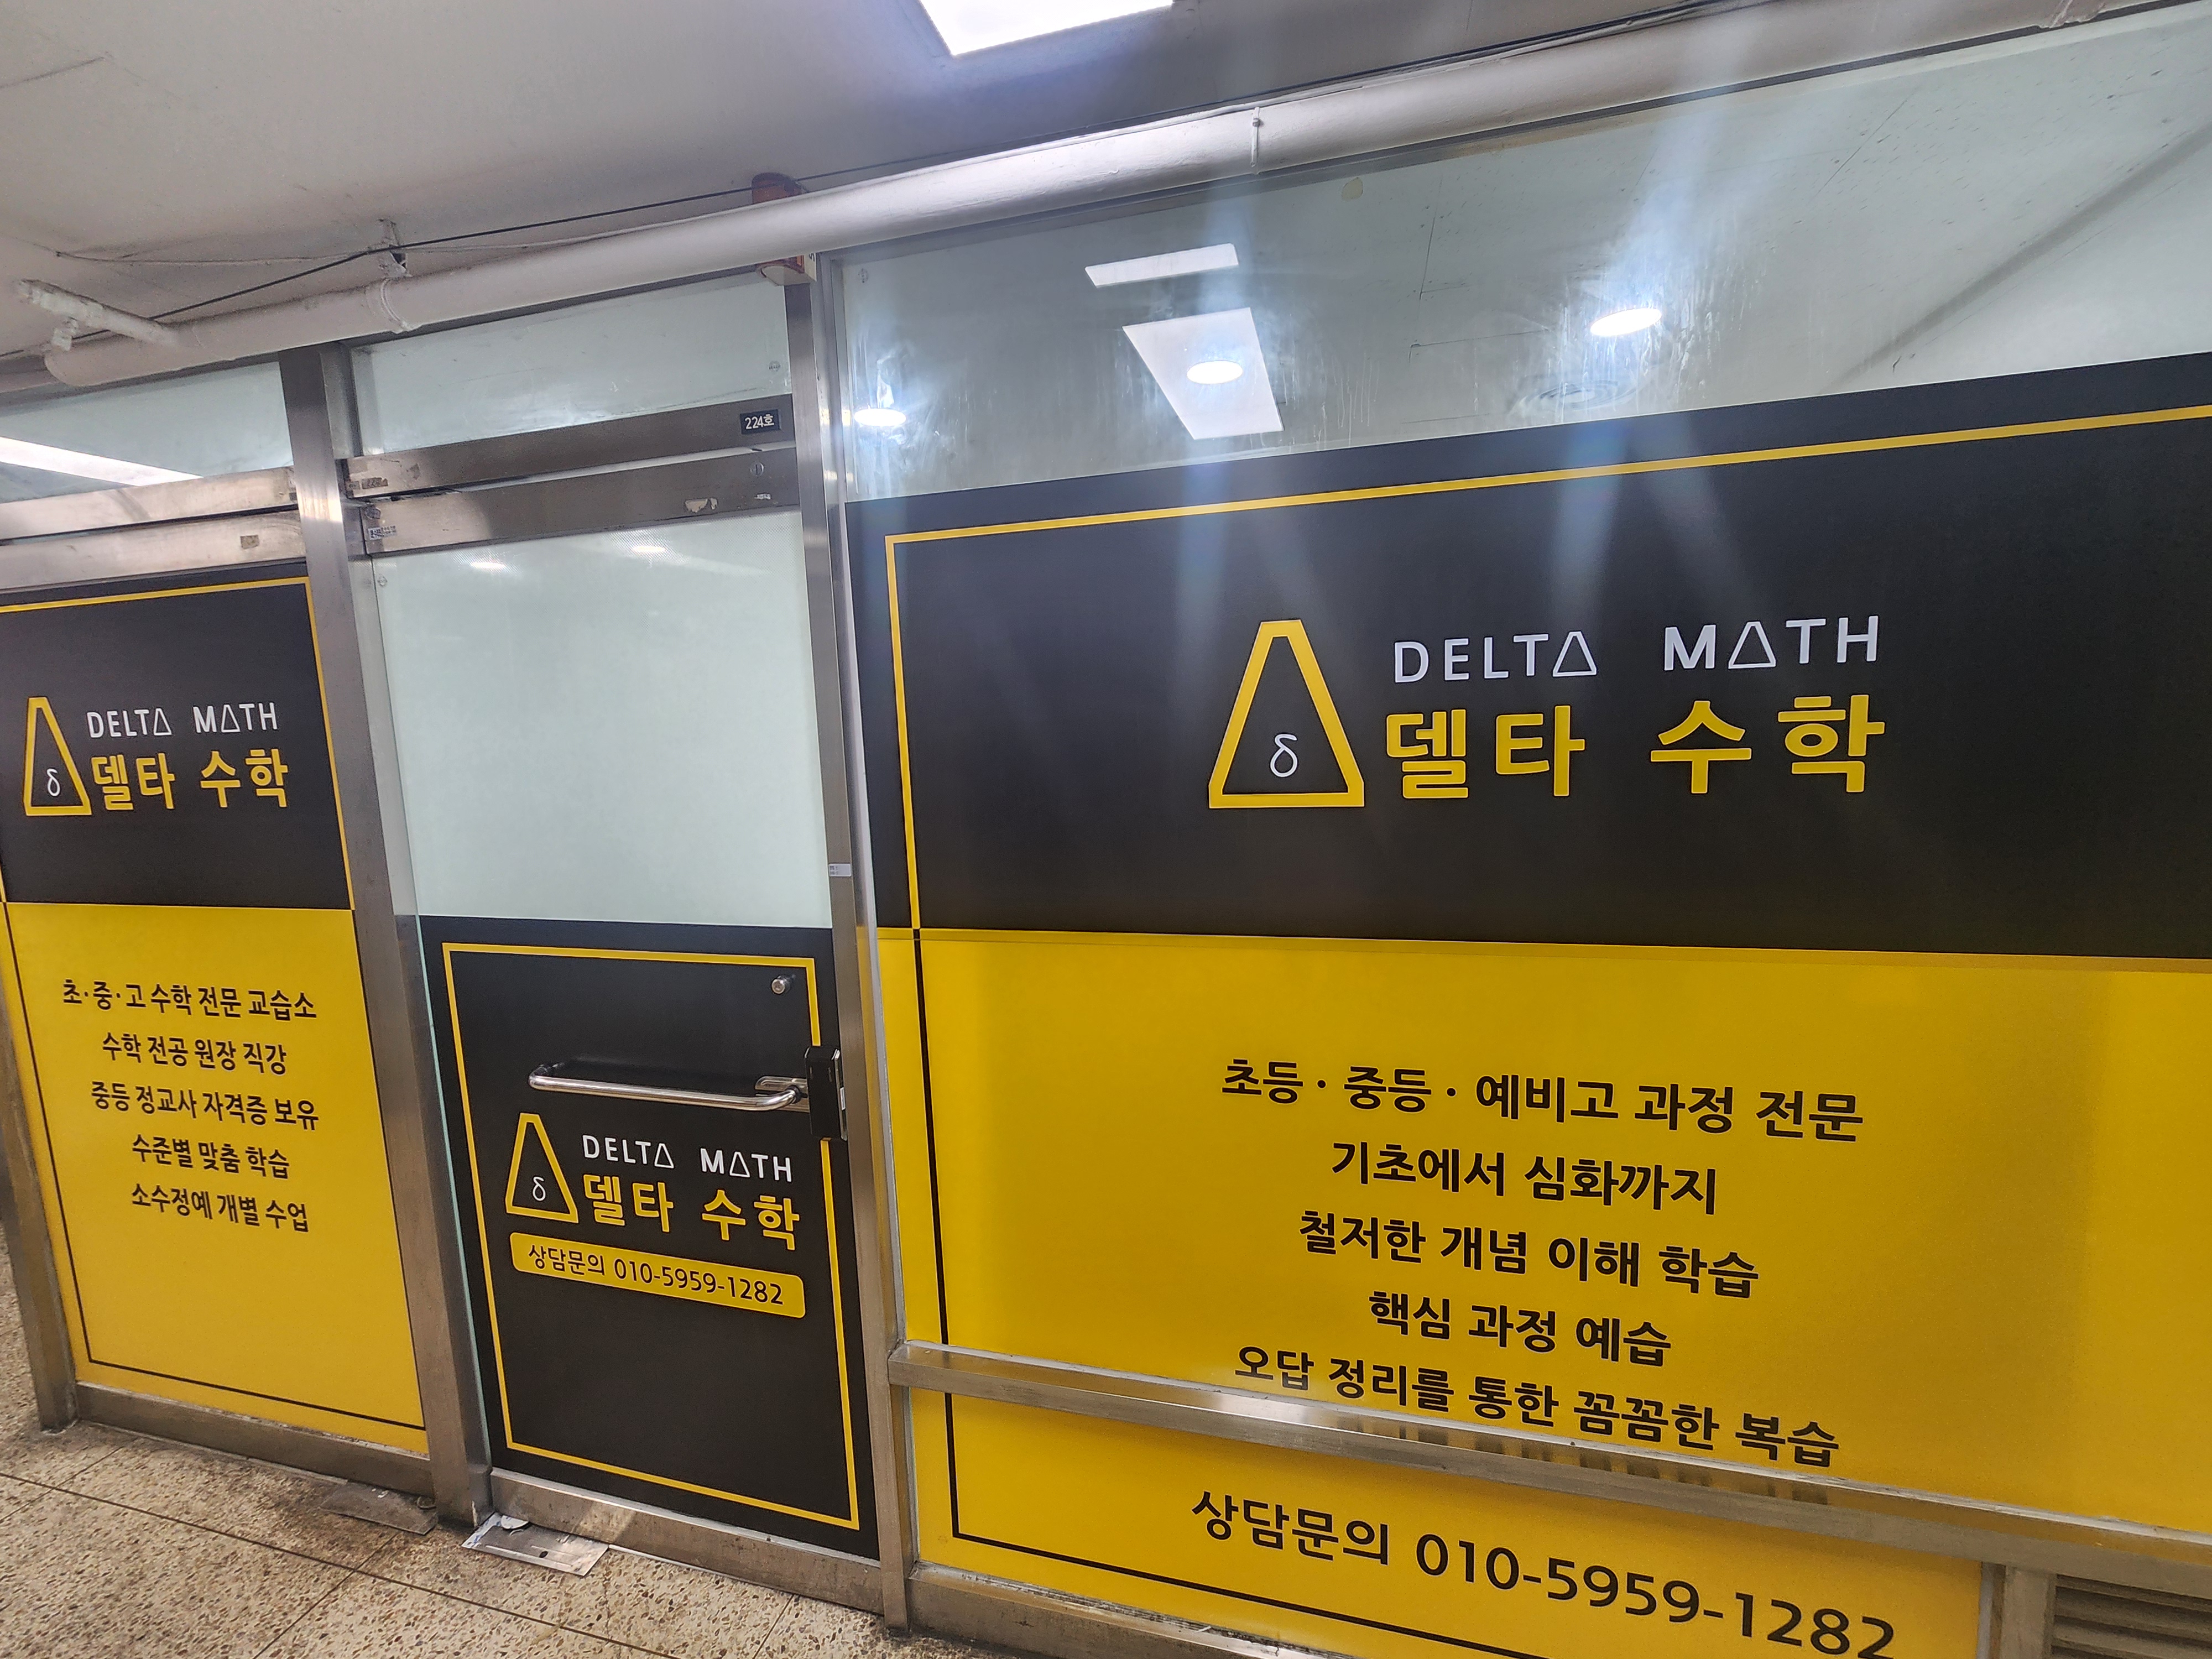 224호
DELTA MATH
델타 수학
초·중·고 수학 전문 교습소
수학 전공 원장 직강
중등 정교사 자격증 보유
수준별 맞춤 학습
소수정예 개별 수업
δ
DELTA MATH
델타 수학
δ
상담문의 010-5959-1282
DELTA MATH
델타 수학
δ
초등·중등·예비고 과정 전문
기초에서 심화까지
철저한 개념 이해 학습
핵심 과정 예습
오답 정리를 통한 꼼꼼한 복습
상담문의 010-5959-1282